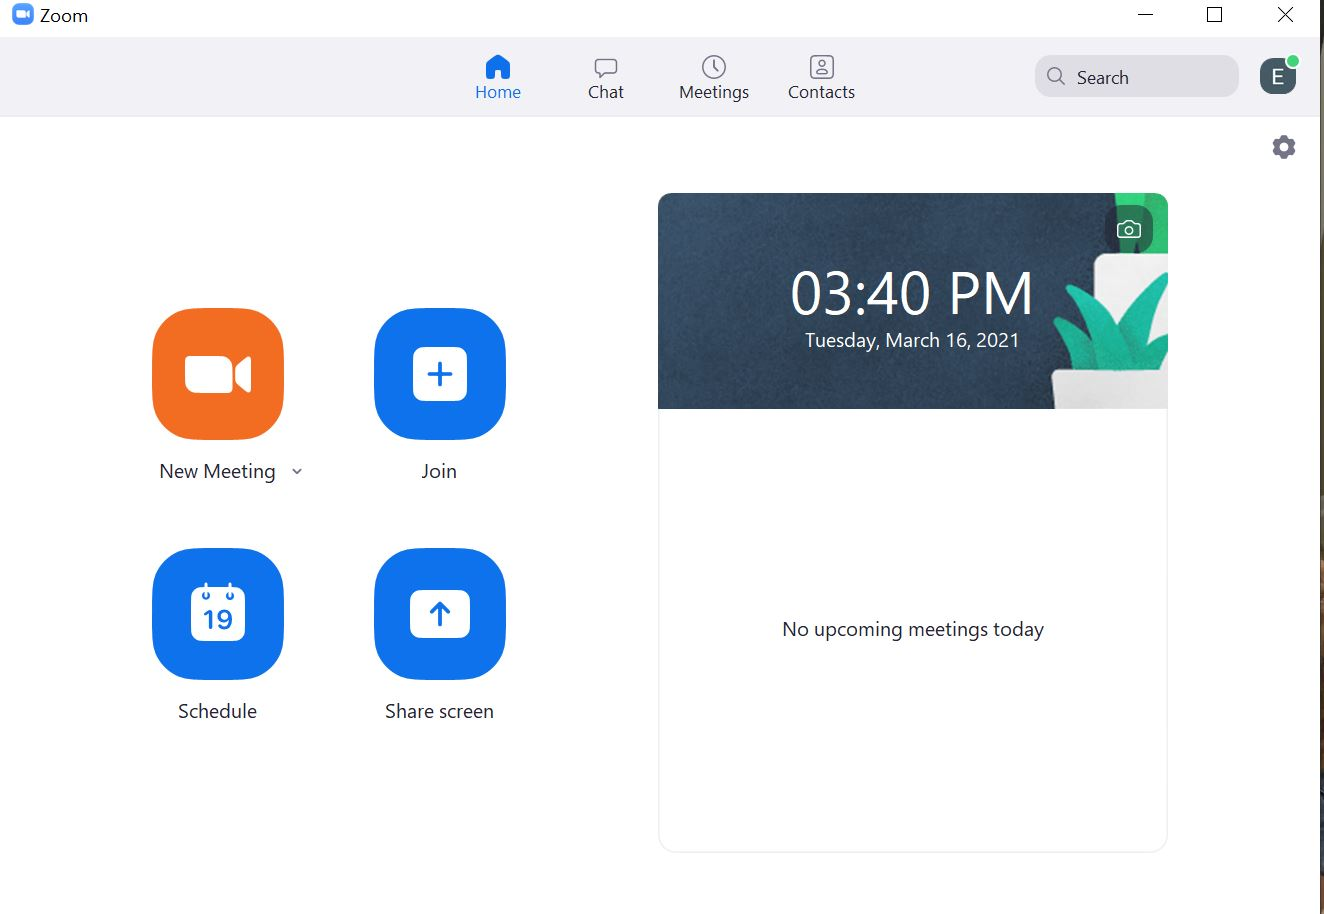 Zoom
Home Chat Meetings Contacts Search E
03:40 PM
Tuesday, March 16, 2021
New Meeting Join
19
Schedule Share screen
No upcoming meetings today